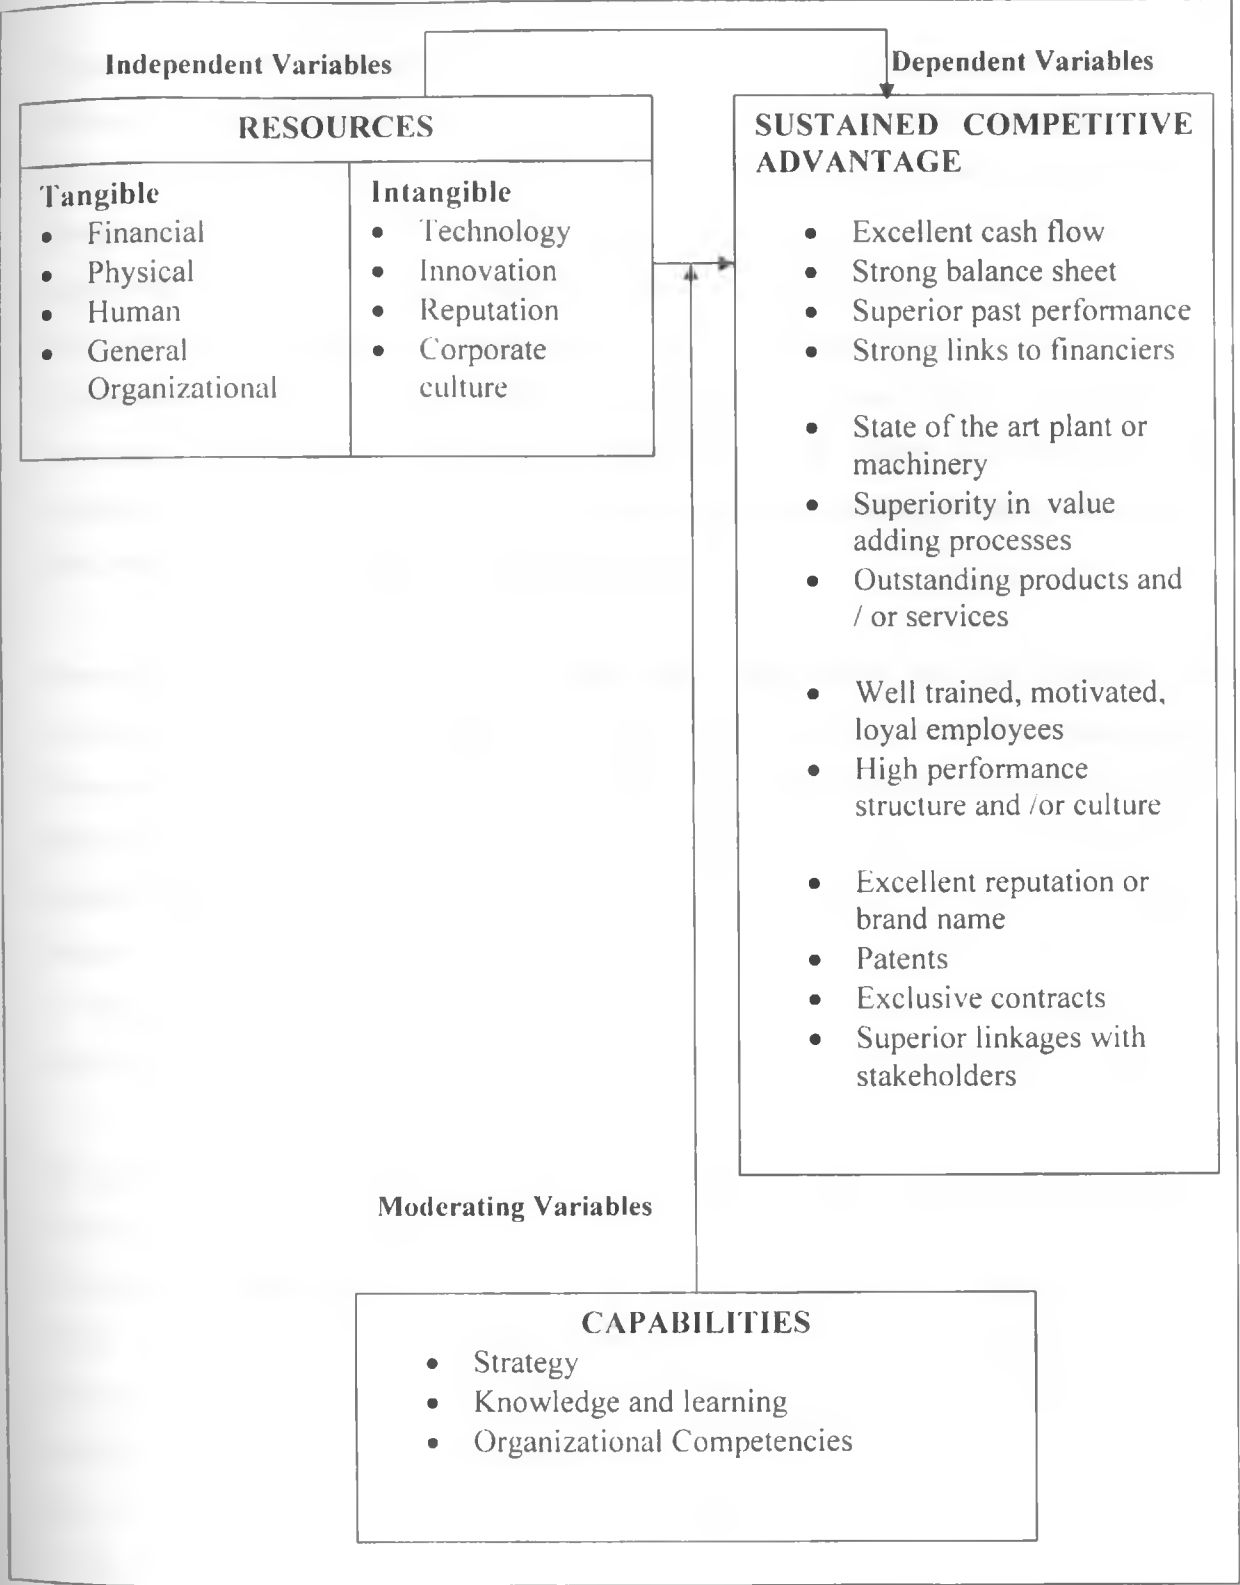 Independent Variables
Dependent Variables
RESOURCES
Tangible
• Financial
• Physical
• Human
• General
Organizational
Intangible
• Technology
• Innovation
• Reputation
• Corporate
culture
SUSTAINED COMPETITIVE
ADVANTAGE
• Excellent cash flow
• Strong balance sheet
• Superior past performance
• Strong links to financiers
• State of the art plant or
machinery
• Superiority in value
adding processes
• Outstanding products and
/ or services
• Well trained, motivated,
loyal employees
• High performance
structure and /or culture
• Excellent reputation or
brand name
• Patents
• Exclusive contracts
• Superior linkages with
stakeholders
Moderating Variables
CAPABILITIES
• Strategy
• Knowledge and learning
• Organizational Competencies